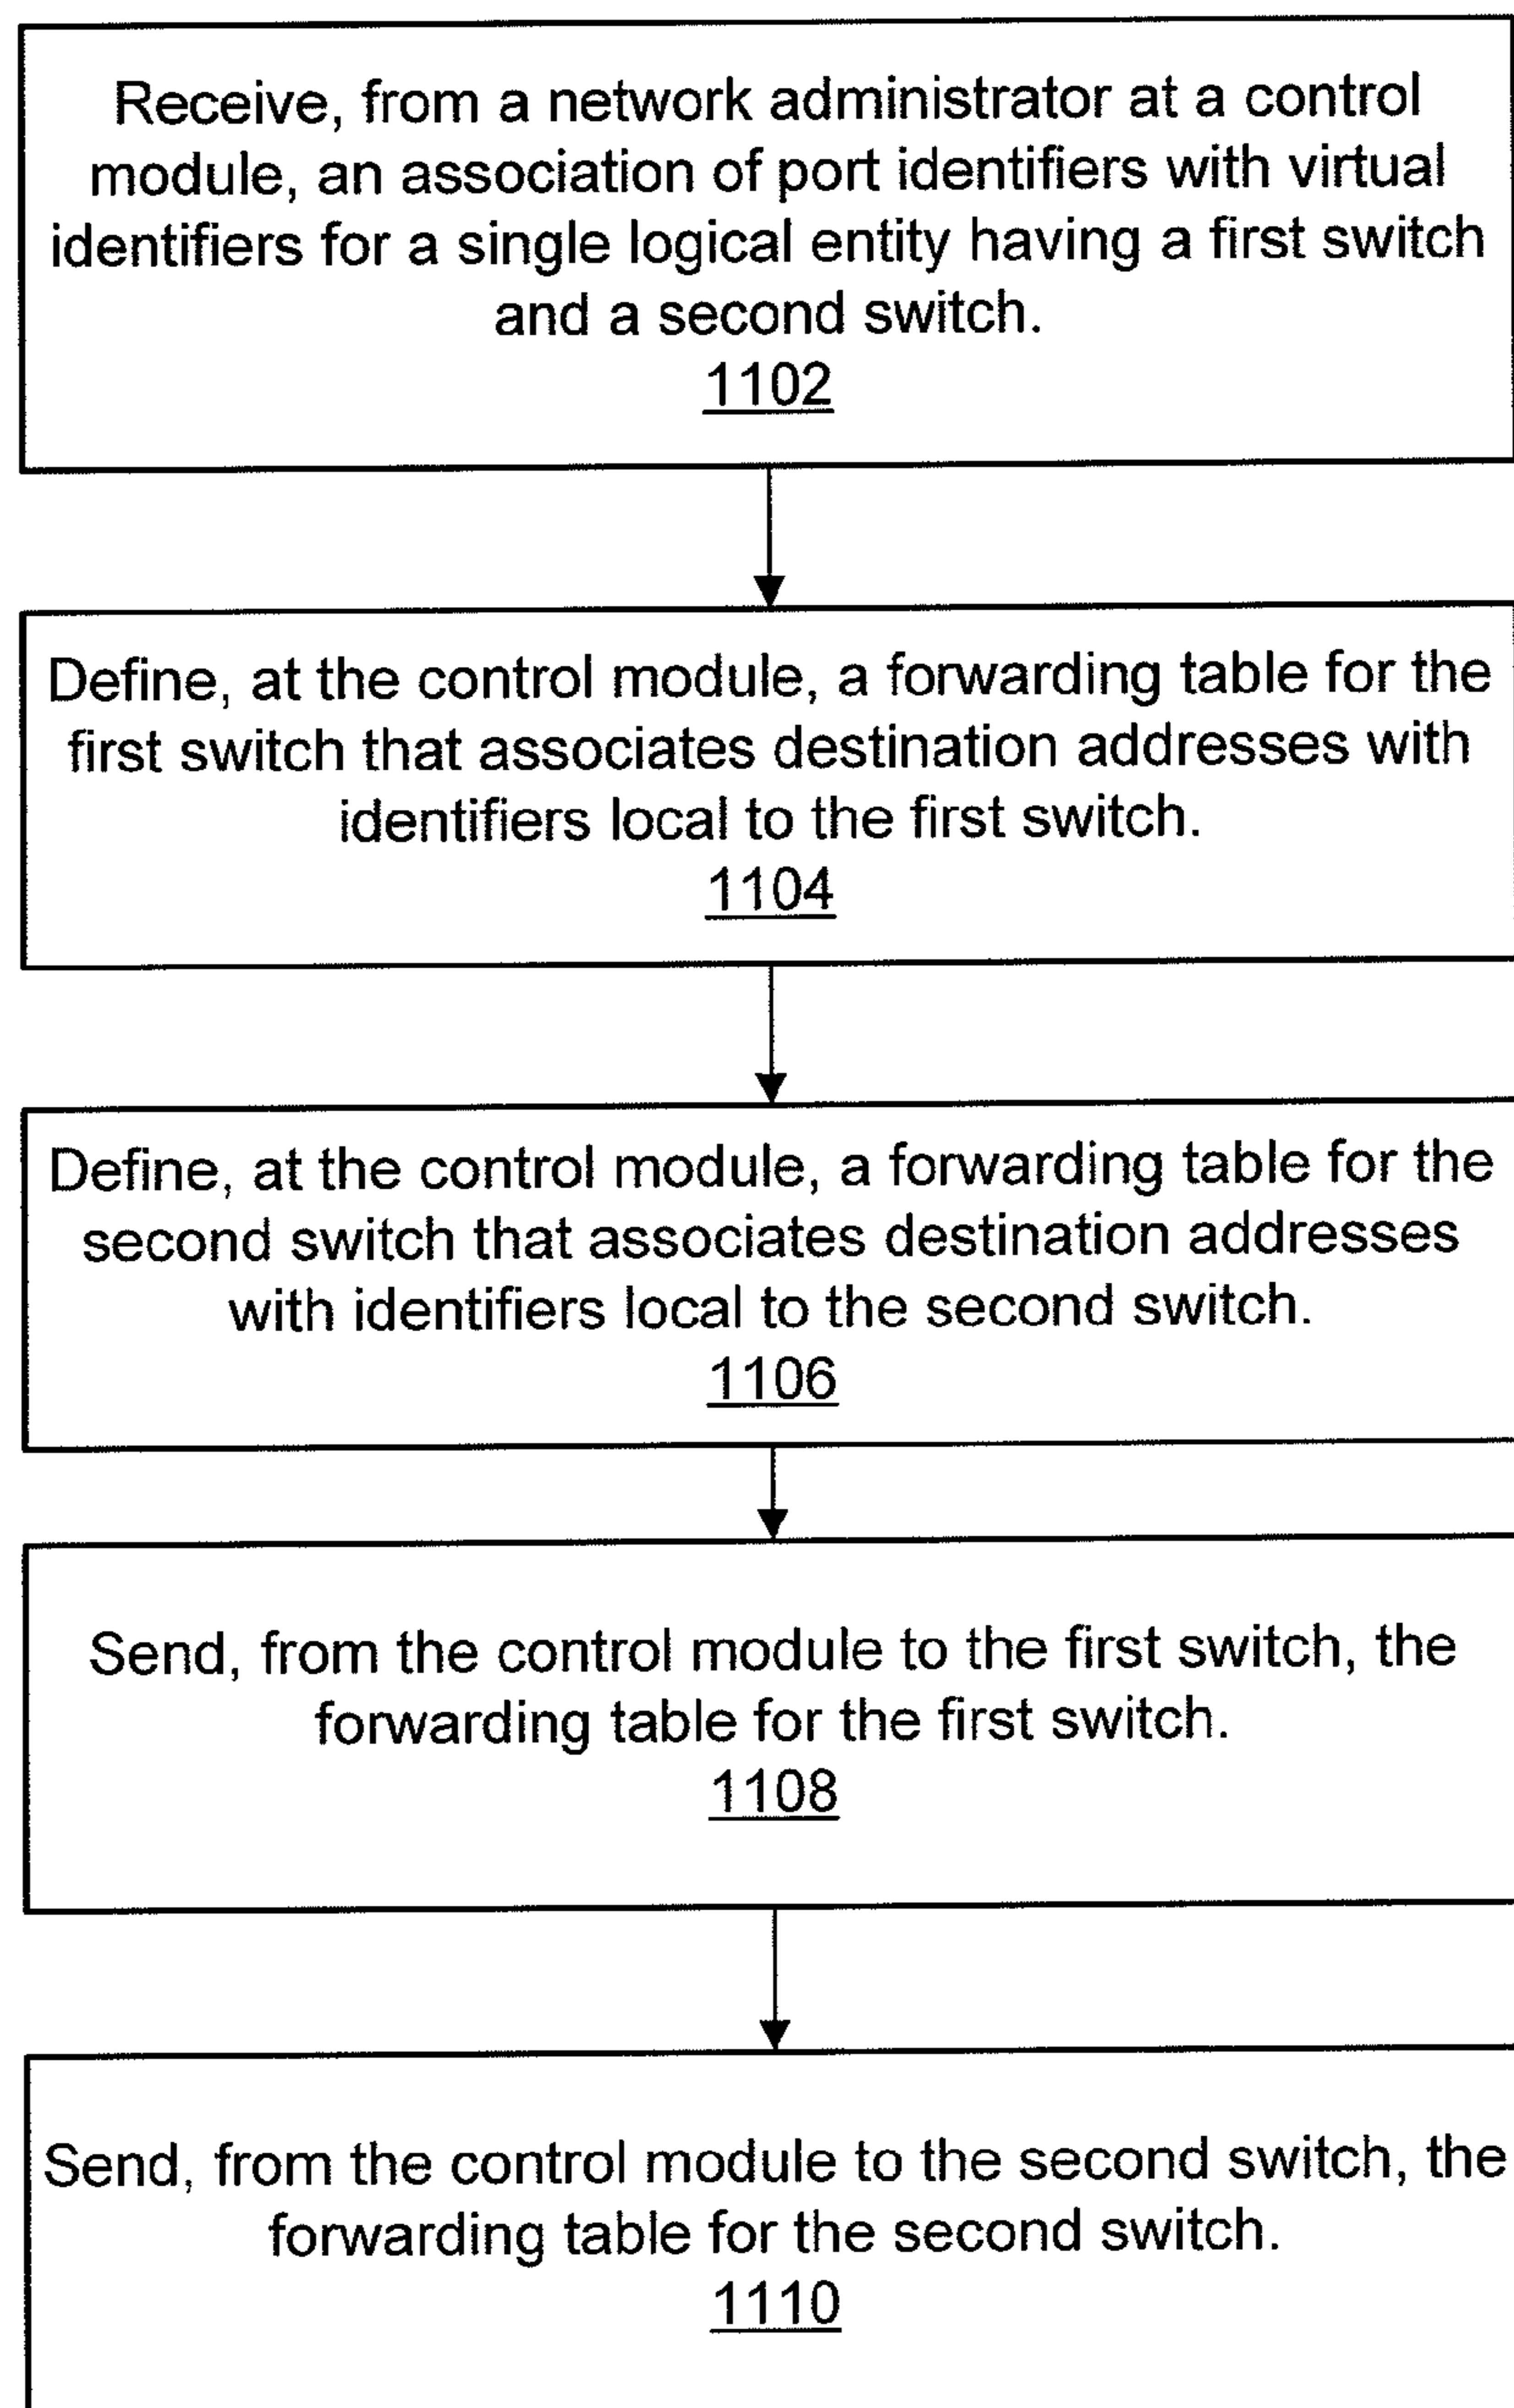 Receive, from a network administrator at a control
module, an association of port identifiers with virtual
identifiers for a single logical entity having a first switch
and a second switch.
1102
Define, at the control module, a forwarding table for the
first switch that associates destination addresses with
identifiers local to the first switch.
1104
Define, at the control module, a forwarding table for the
second switch that associates destination addresses
with identifiers local to the second switch.
1106
Send, from the control module to the first switch, the
forwarding table for the first switch.
1108
Send, from the control module to the second switch, the
forwarding table for the second switch.
1110